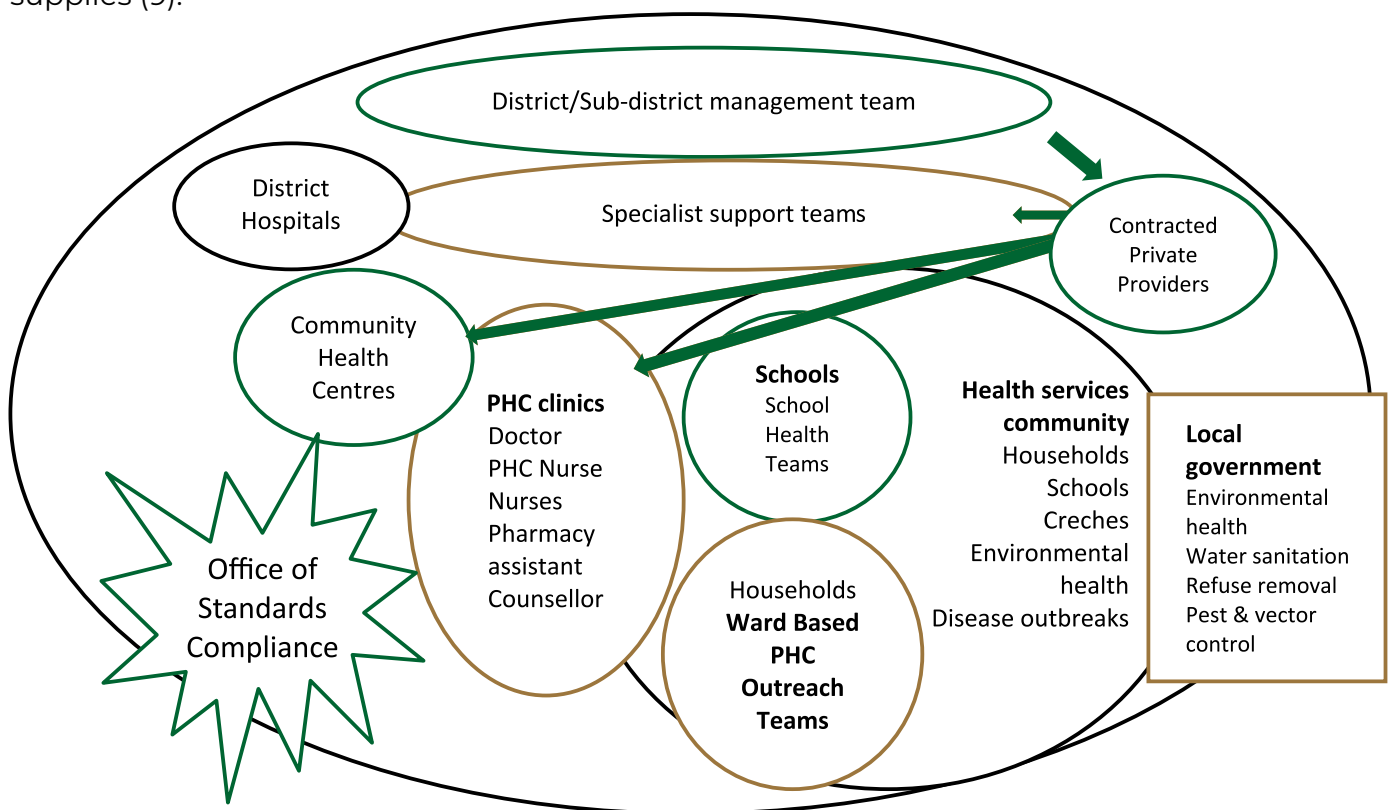 supplies (9).
District/Sub-district management team
District
Hospitals
Specialist support teams
Contracted
Private
Providers
Community
Health
Centres
PHC clinics
Doctor
PHC Nurse
Nurses
Pharmacy
assistant
Counsellor
Schools
School
Health
Teams
Health services
community
Households
Schools
Creches
Environmental
health
Disease outbreaks
Local
government
Environmental
health
Water sanitation
Refuse removal
Pest & vector
control
Office of
Standards
Compliance
Households
Ward Based
PHC
Outreach
Teams